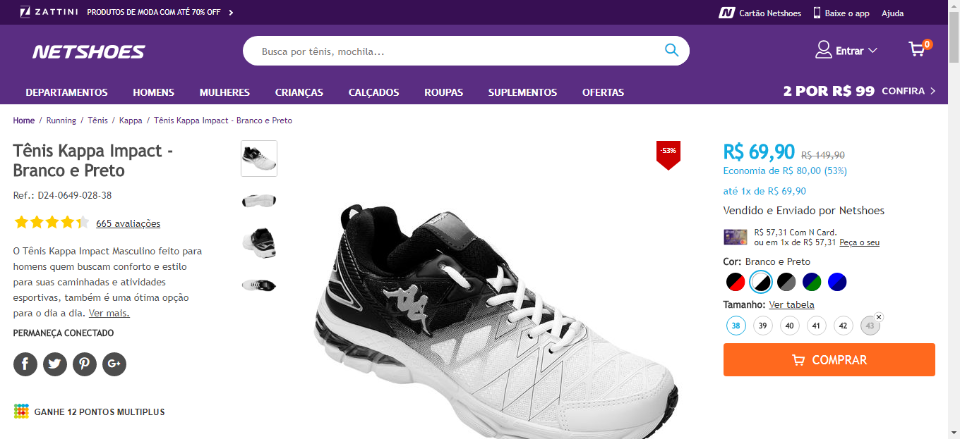 ZATTINI PRODUTOS DE MODA COM ATÉ 70% OFF
Cartão Netshoes Baixe o app Ajuda
NETSHOES
Busca por tênis, mochila...
Entrar
0
DEPARTAMENTOS HOMENS MULHERES CRIANÇAS CALÇADOS ROUPAS SUPLEMENTOS OFERTAS
2 POR R$ 99 CONFIRA
Home / Running / Tênis / Kappa / Tênis Kappa Impact - Branco e Preto
Tênis Kappa Impact -
Branco e Preto
Ref.: D24-0649-028-38
665 avaliações
O Tênis Kappa Impact Masculino feito para
homens quem buscam conforto e estilo
para suas caminhadas e atividades
esportivas, também é uma ótima opção
para o dia a dia. Ver mais.
PERMANEÇA CONECTADO
GANHE 12 PONTOS MULTIPLUS
-53%
R$ 69,90 R$ 149,90
Economia de R$ 80,00 (53%)
até 1x de R$ 69,90
Vendido e Enviado por Netshoes
R$ 57,31 Com N Card.
ou em 1x de R$ 57,31 Peça o seu
Cor: Branco e Preto
Tamanho: Ver tabela
38 39 40 41 42 43
COMPRAR